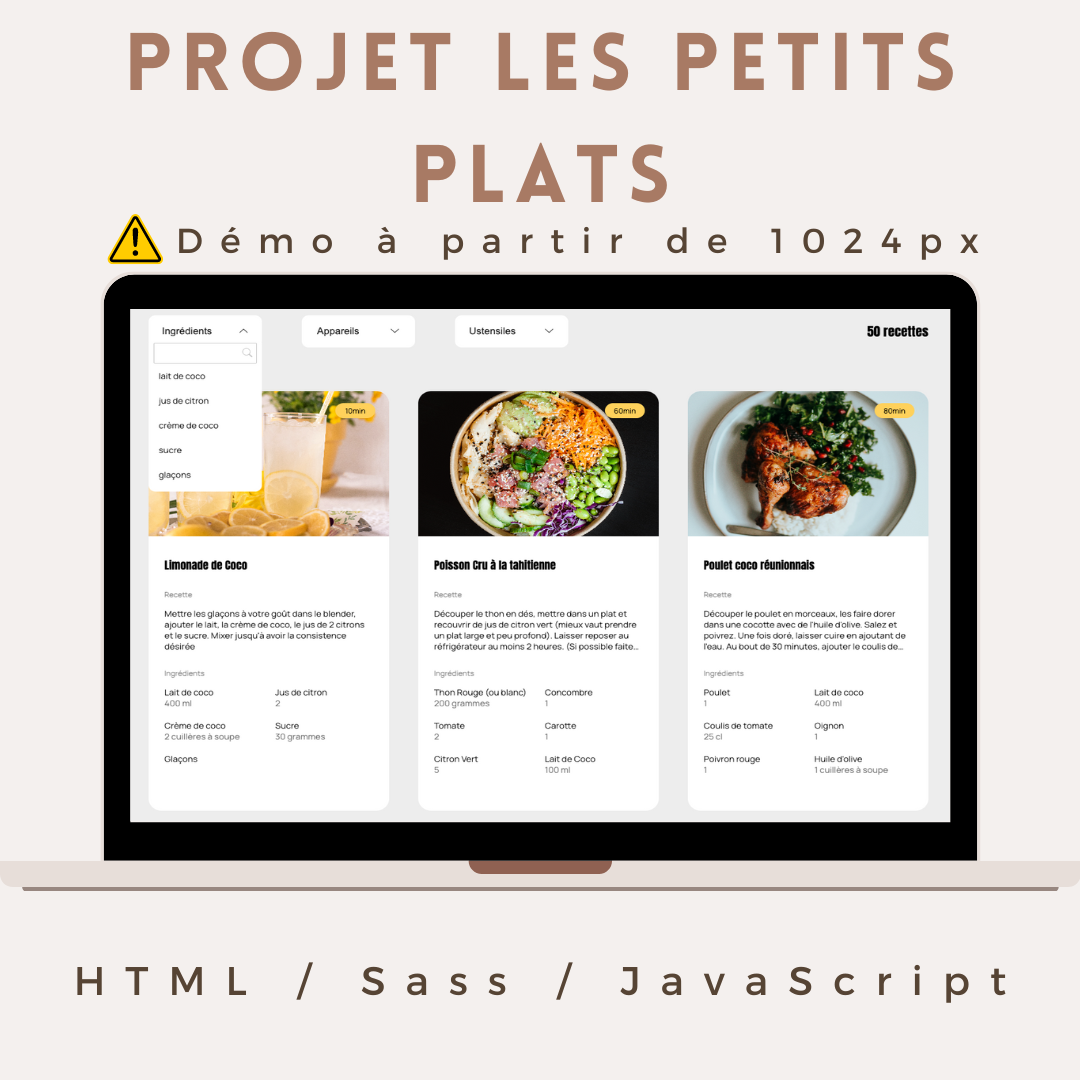 PROJET LES PETITS
PLATS
Démo à partir de 1024px
Ingrédients
Appareils
Ustensiles
50 recettes
lait de coco
jus de citron
crème de coco
sucre
glaçons
10min
60min
80min
Limonade de Coco
Recette
Mettre les glaçons à votre goût dans le blender,
ajouter le lait, la crème de coco, le jus de 2 citrons
et le sucre. Mixer jusqu'à avoir la consistence
désirée
Ingrédients
Lait de coco
400 ml
Jus de citron
2
Crème de coco
2 cuillères à soupe
Sucre
30 grammes
Glaçons
Poisson Cru à la tahitienne
Recette
Découper le thon en dés, mettre dans un plat et
recouvrir de jus de citron vert (mieux vaut prendre
un plat large et peu profond). Laisser reposer au
réfrigérateur au moins 2 heures. (Si possible faite...
Ingrédients
Thon Rouge (ou blanc)
200 grammes
Concombre
1
Tomate
2
Carotte
1
Citron Vert
5
Lait de Coco
100 ml
Poulet coco réunionnais
Recette
Découper le poulet en morceaux, les faire dorer
dans une cocotte avec de l'huile d'olive. Salez et
poivrez. Une fois doré, laisser cuire en ajoutant de
l'eau. Au bout de 30 minutes, ajouter le coulis de...
Ingrédients
Poulet
1
Lait de coco
400 ml
Coulis de tomate
25 cl
Oignon
1
Poivron rouge
1
Huile d'olive
1 cuillères à soupe
HTML / Sass / JavaScript